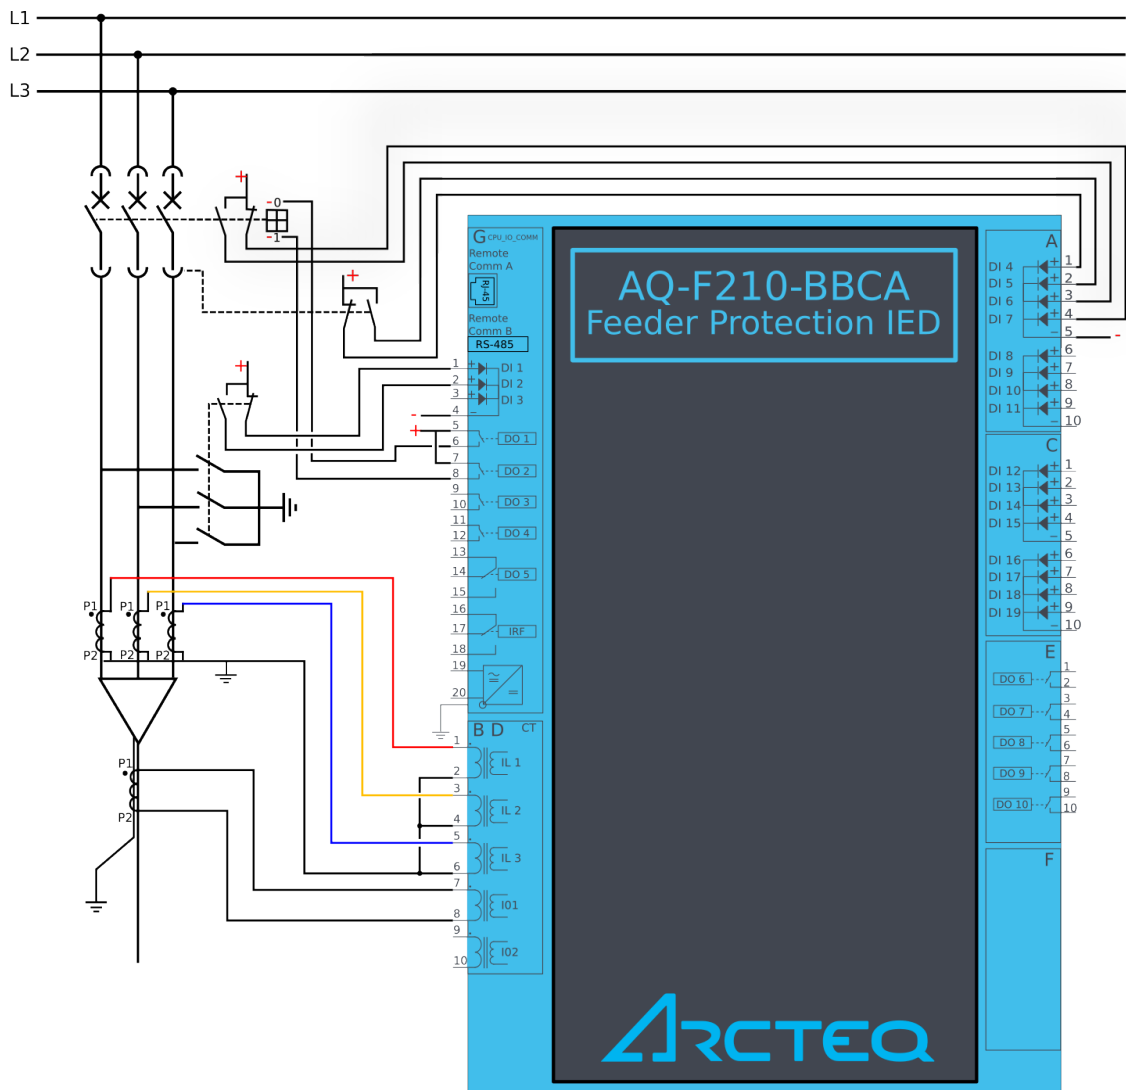 L1
L2
L3
+
-0
-1
+
+
G CPU_IO_COMM
Remote
Comm A
RJ-45
Remote
Comm B
RS-485
1 + DI 1
2 + DI 2
3 + DI 3
- 4 -
+ 5
6 DO 1
7
8 DO 2
9
10 DO 3
11
12 DO 4
13
14 DO 5
15
16
17 IRF
18
19
20
B D CT
1
2 IL 1
3
4 IL 2
5
6 IL 3
7
8 I01
9
10 I02
P1 P1 P1
P2 P2 P2
P1
P2
AQ-F210-BBCA
Feeder Protection IED
ARCTEQ
A
DI 4 + 1
DI 5 + 2
DI 6 + 3
DI 7 + 4
- 5 -
DI 8 + 6
DI 9 + 7
DI 10 + 8
DI 11 + 9
- 10
C
DI 12 + 1
DI 13 + 2
DI 14 + 3
DI 15 + 4
- 5
DI 16 + 6
DI 17 + 7
DI 18 + 8
DI 19 + 9
- 10
E
1
DO 6 2
3
DO 7 4
5
DO 8 6
7
DO 9 8
9
DO 10 10
F